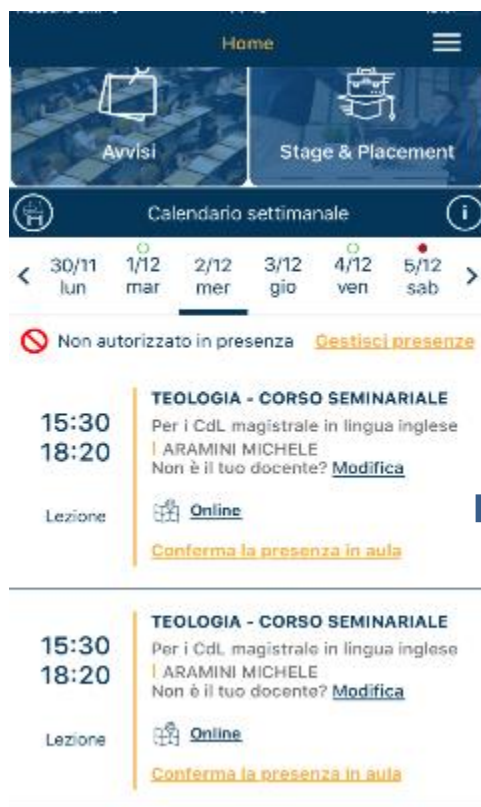 Home
Avvisi
Stage & Placement
Calendario settimanale
30/11 1/12 2/12 3/12 4/12 5/12
lun mar mer gio ven sab
Non autorizzato in presenza Gestisci presenze
TEOLOGIA - CORSO SEMINARIALE
15:30
18:20
Per i CdL magistrale in lingua inglese
ARAMINI MICHELE
Non è il tuo docente? Modifica
Lezione
Online
Conferma la presenza in aula
TEOLOGIA - CORSO SEMINARIALE
15:30
18:20
Per i CdL magistrale in lingua inglese
ARAMINI MICHELE
Non è il tuo docente? Modifica
Lezione
Online
Conferma la presenza in aula